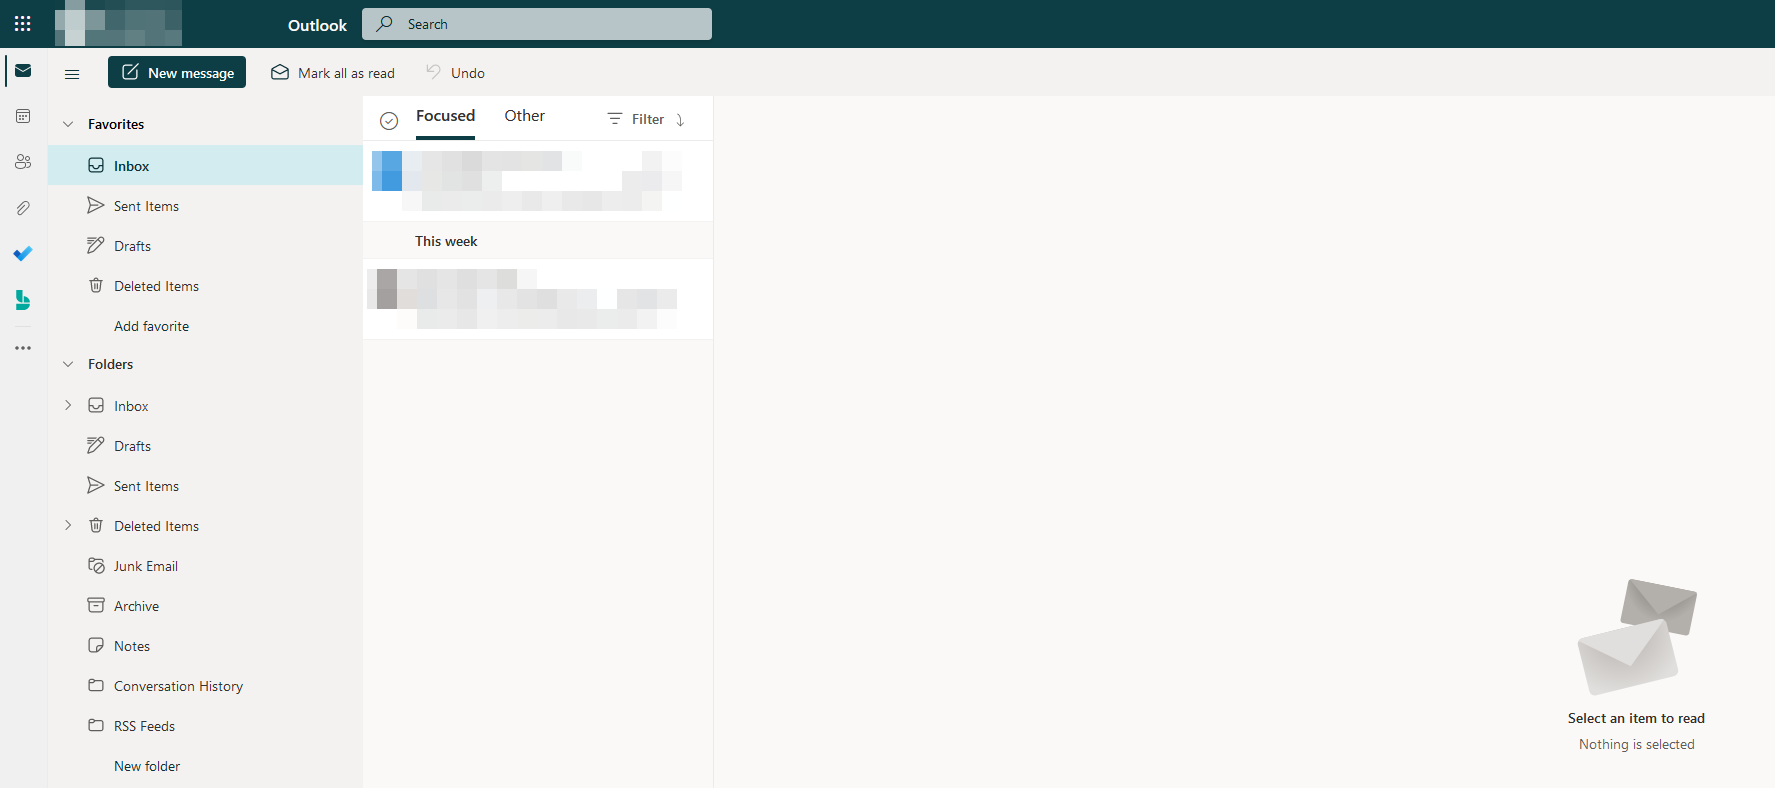 Outlook
Search
New message
Mark all as read
Undo
Favorites
Inbox
Sent Items
Drafts
Deleted Items
Add favorite
Folders
Inbox
Drafts
Sent Items
Deleted Items
Junk Email
Archive
Notes
Conversation History
RSS Feeds
New folder
Focused
Other
Filter
This week
Select an item to read
Nothing is selected